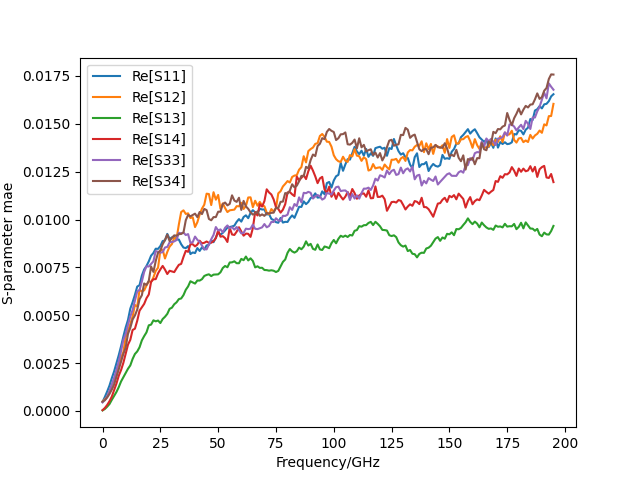 0.0175
0.0150
0.0125
0.0100
0.0075
0.0050
0.0025
0.0000
S-parameter mae
Re[S11]
Re[S12]
Re[S13]
Re[S14]
Re[S33]
Re[S34]
0 25 50 75 100 125 150 175 200
Frequency/GHz